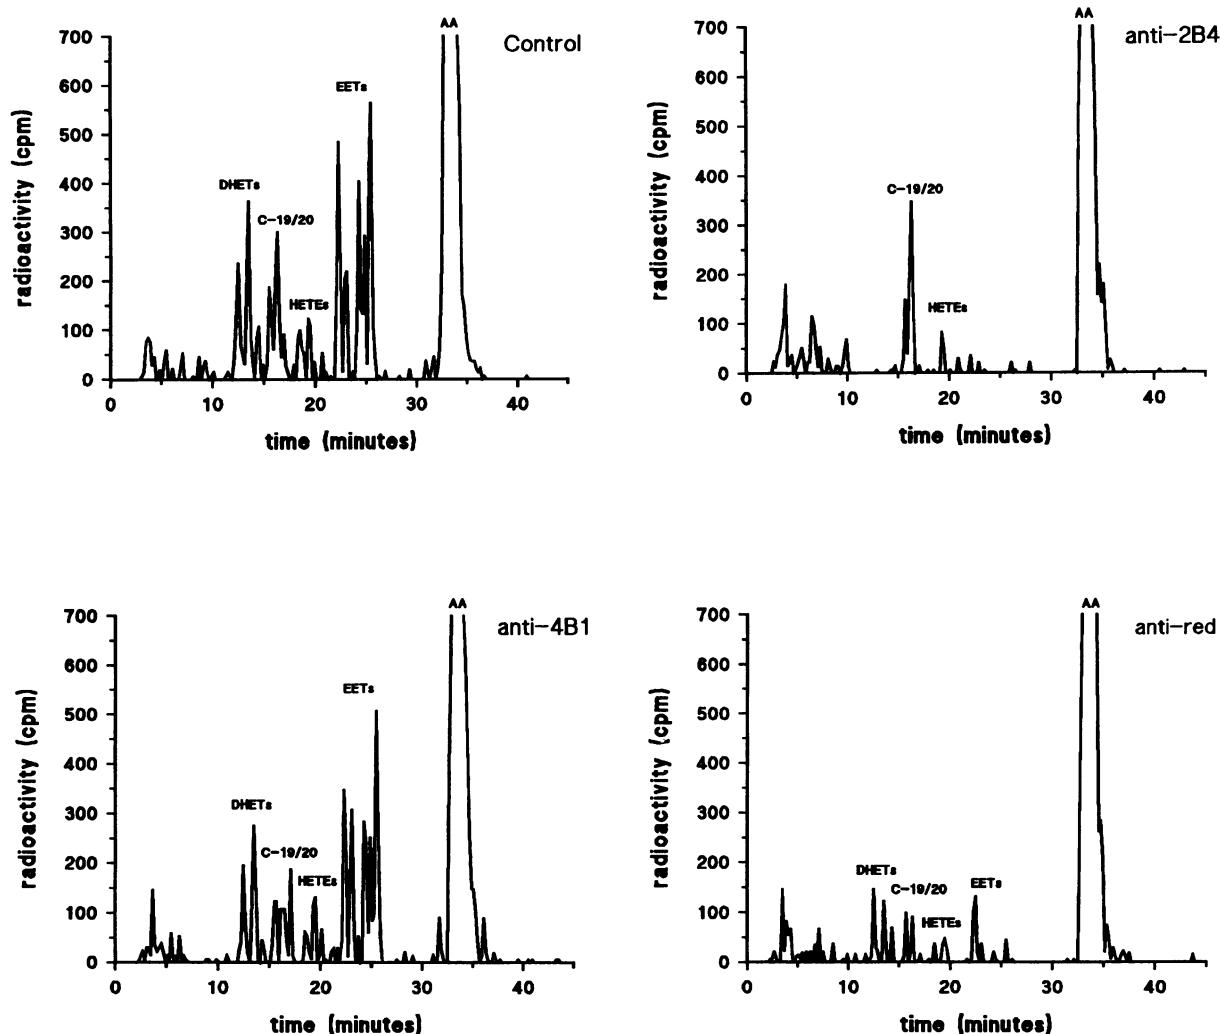 AA
Control
700
600
500
400
300
200
100
0
EETs
DHETs
C-19/20
HETEs
radioactivity (cpm)
0 10 20 30 40
time (minutes)
AA
anti-2B4
700
600
500
400
300
200
100
0
C-19/20
HETEs
radioactivity (cpm)
0 10 20 30 40
time (minutes)
AA
anti-4B1
700
600
500
400
300
200
100
0
EETs
DHETs
C-19/20
HETEs
radioactivity (cpm)
0 10 20 30 40
time (minutes)
AA
anti-red
700
600
500
400
300
200
100
0
DHETs
C-19/20
EETs
HETEs
radioactivity (cpm)
0 10 20 30 40
time (minutes)